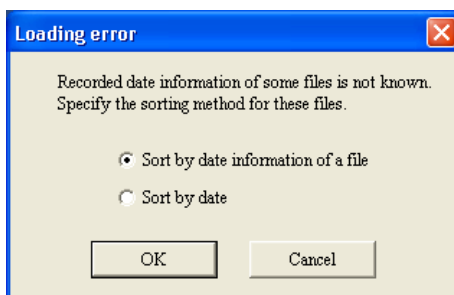 Loading error
Recorded date information of some files is not known.
Specify the sorting method for these files.
Sort by date information of a file
Sort by date
OK
Cancel